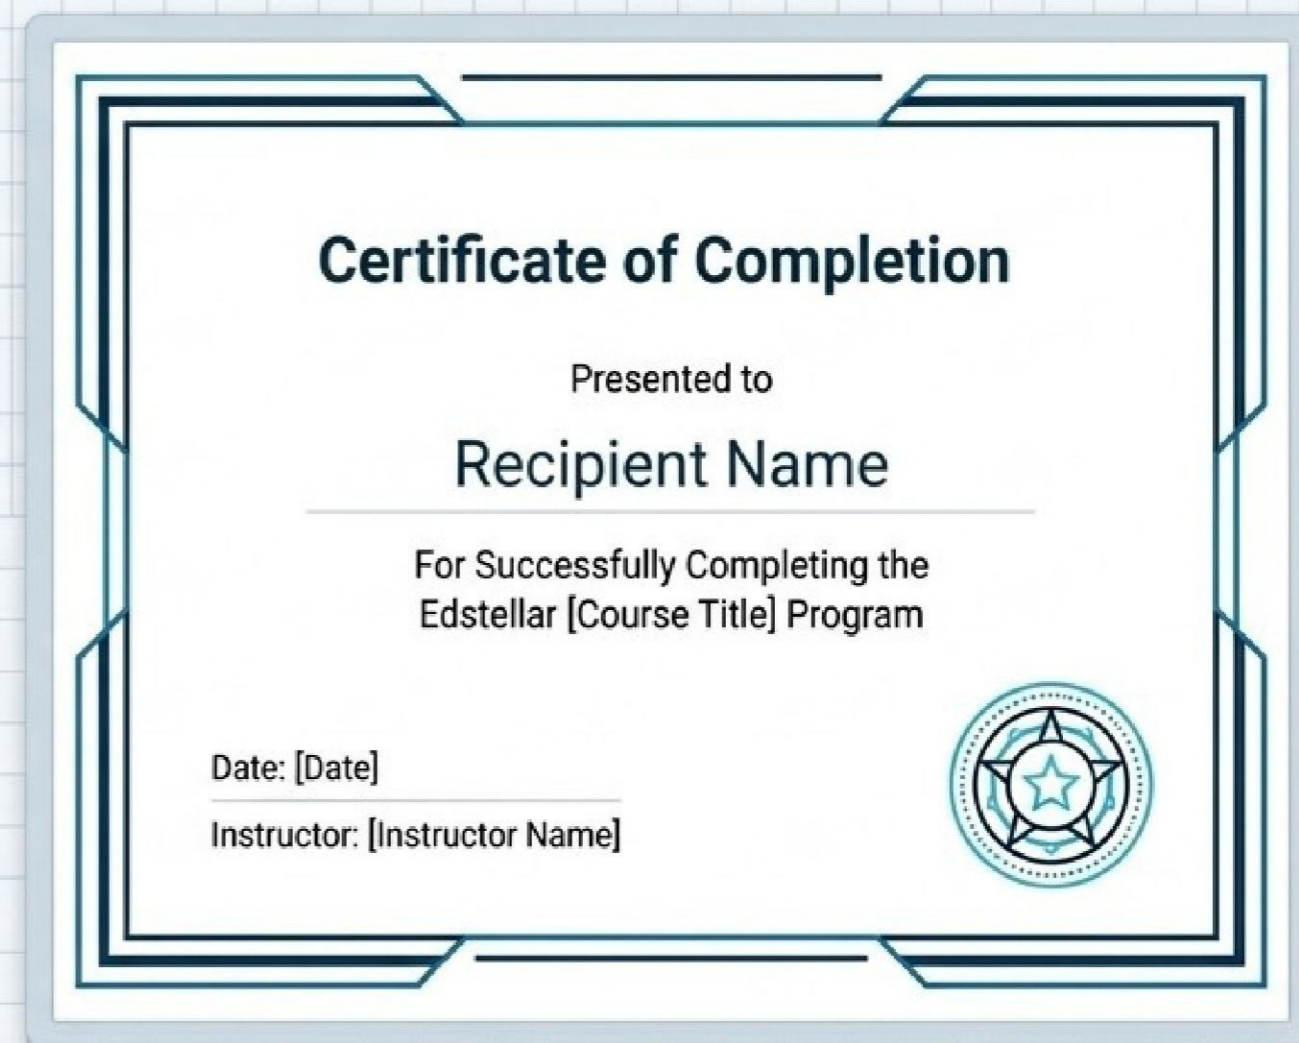 Certificate of Completion
Presented to
Recipient Name
For Successfully Completing the
Edstellar [Course Title] Program
Date: [Date]
Instructor: [Instructor Name]